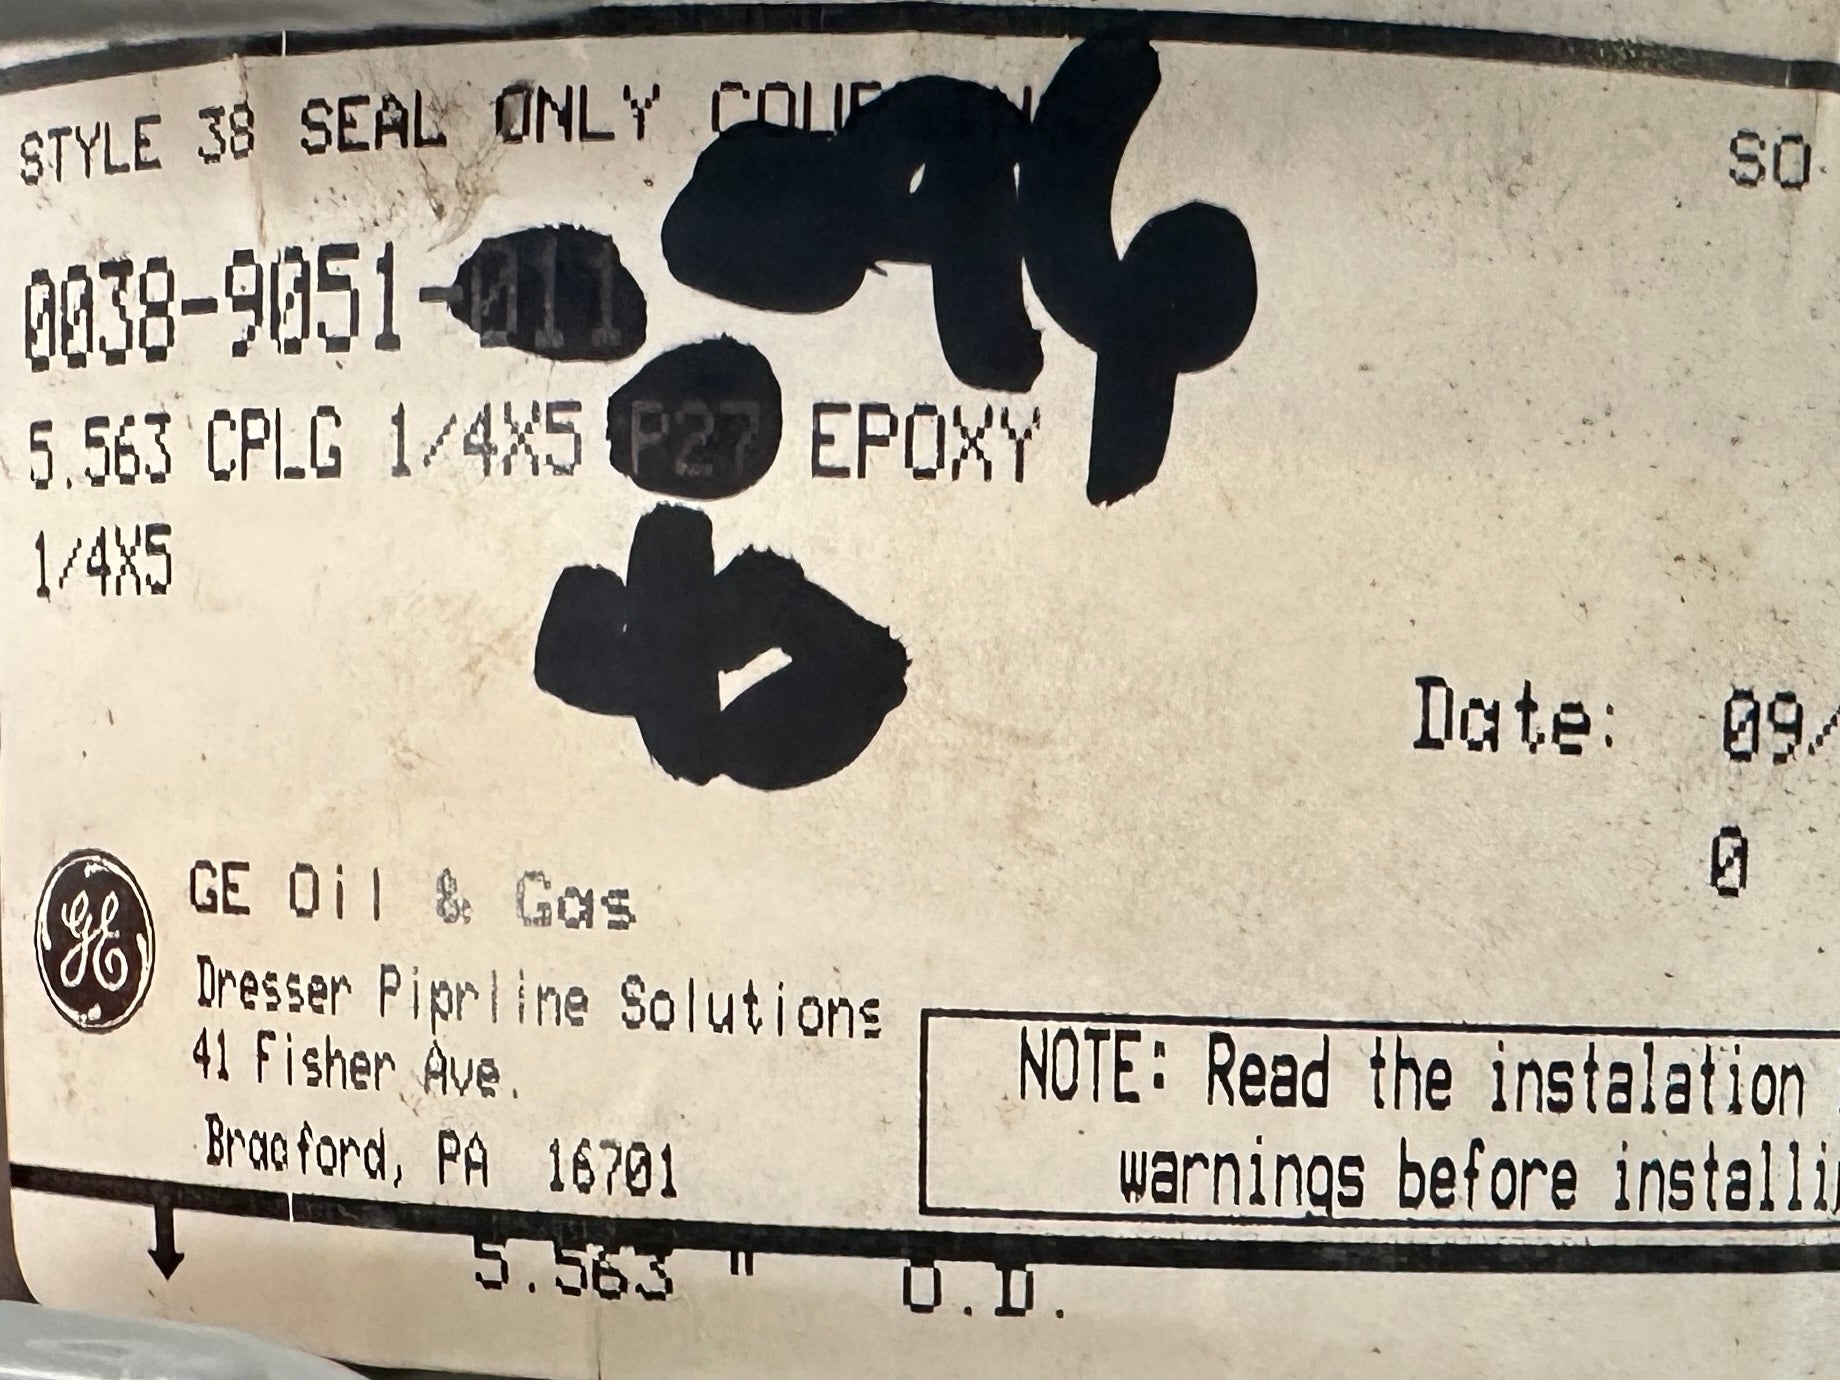 STYLE 38 SEAL ONLY
SO
0038-9051-011
5.563 CPLG 1/4X5 P27 EPOXY
1/4X5
Date: 09/
0
GE
GE Oil & Gas
Dresser Piprline Solutions
41 Fisher Ave.
Bradford, PA 16701
NOTE: Read the instalation
warnings before
5.563 " O.D.